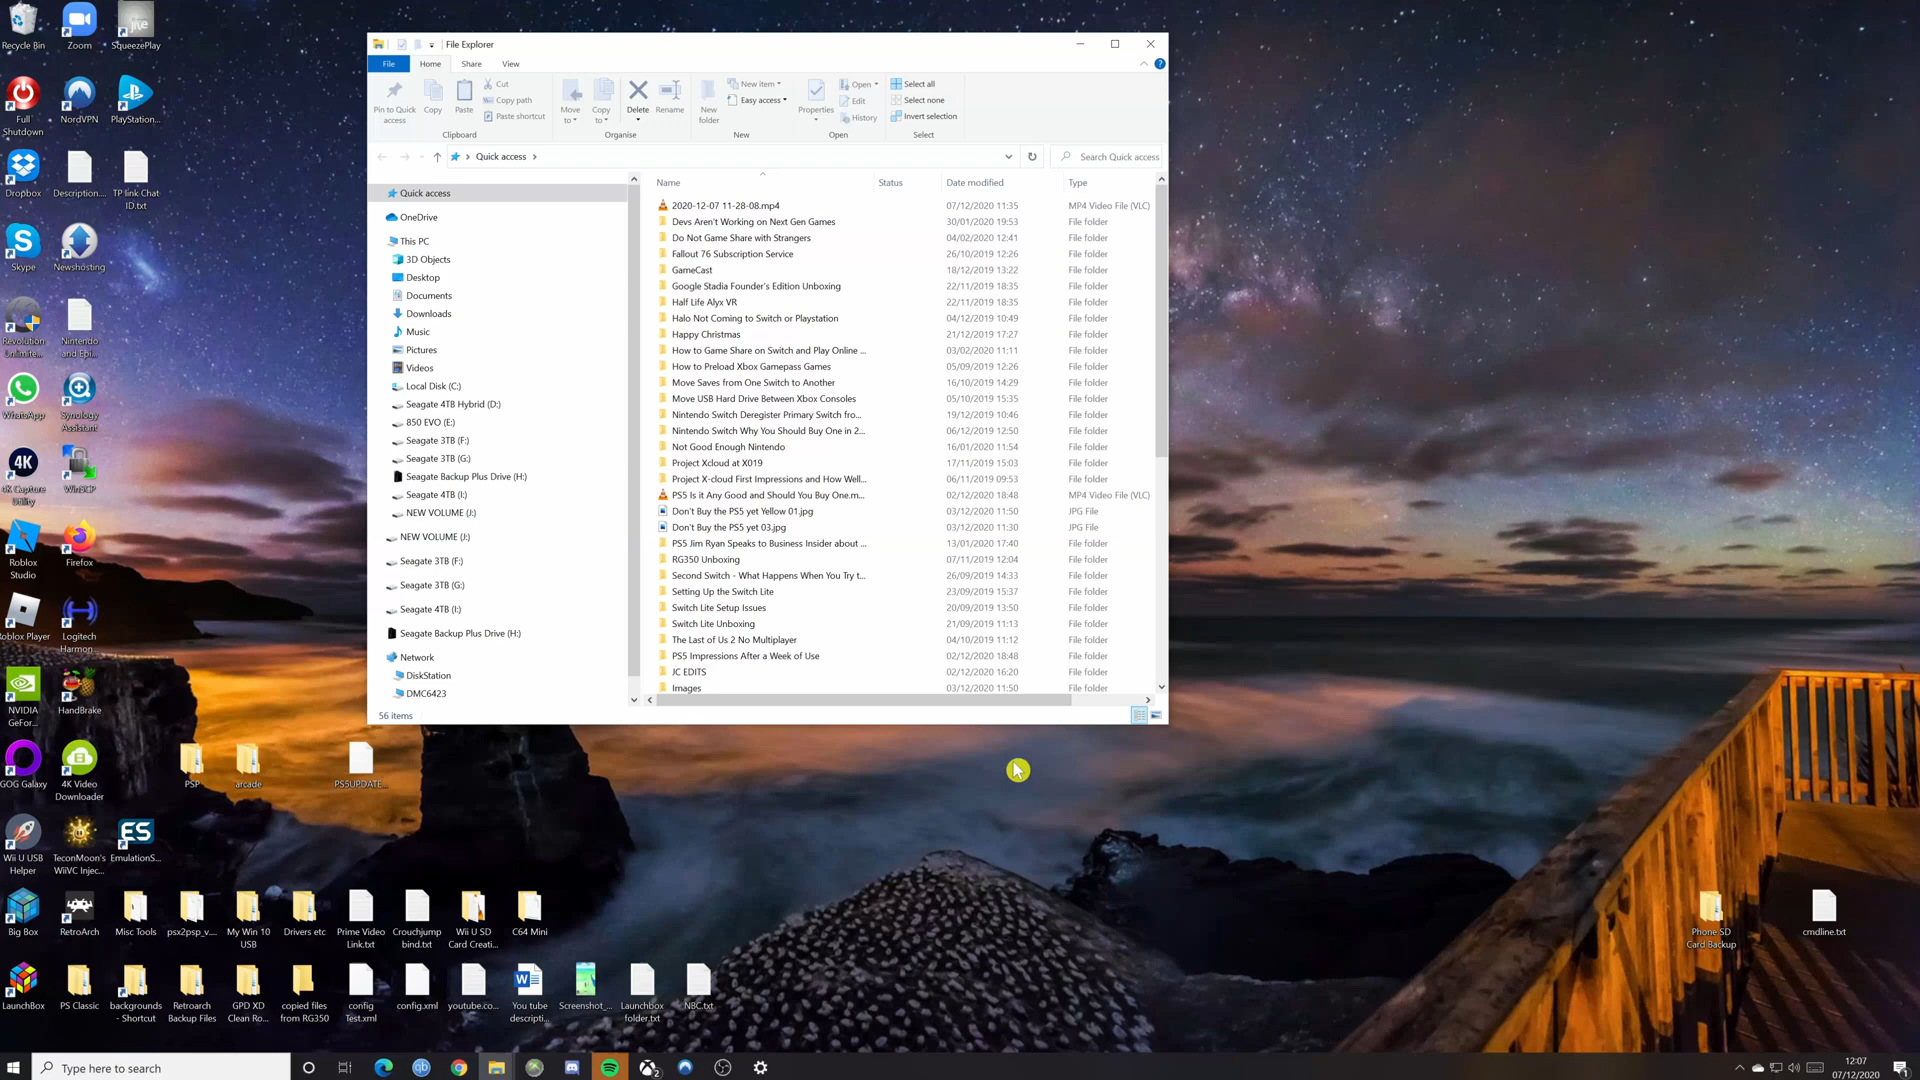 Recycle Bin
Zoom
SqueezePlay
Full
Shutdown
NordVPN
PlayStation...
Dropbox
Description....
TP link Chat
ID.txt
Skype
Newshosting
Revolution
Unlimite...
Nintendo
and Epi...
WhatsApp
Synology
Assistant
4K Capture
Utility
WinSCP
Roblox
Studio
Firefox
Roblox Player
Logitech
Harmon...
NVIDIA
GeFor...
HandBrake
GOG Galaxy
4K Video
Downloader
PSP
arcade
PS5UPDATE...
Wii U USB
Helper
TeconMoon's
WiiVC Injec...
EmulationS...
Big Box
RetroArch
Misc Tools
psx2psp_v....
My Win 10
USB
Drivers etc
Prime Video
Link.txt
Crouchjump
bind.txt
Wii U SD
Card Creati...
C64 Mini
LaunchBox
PS Classic
backgrounds
- Shortcut
Retroarch
Backup Files
GPD XD
Clean Ro...
copied files
from RG350
config
Test.xml
config.xml
youtube.co...
You tube
descripti...
Screenshot_...
Launchbox
folder.txt
NBC.txt
Phone SD
Card Backup
cmdline.txt
File Explorer
File
Home
Share
View
Pin to Quick
access
Copy
Paste
Cut
Copy path
Paste shortcut
Clipboard
Move
to
Copy
to
Delete
Rename
Organise
New
folder
New item
Easy access
New
Properties
Open
Edit
History
Open
Select all
Select none
Invert selection
Select
Quick access
Search Quick access
Quick access
OneDrive
This PC
3D Objects
Desktop
Documents
Downloads
Music
Pictures
Videos
Local Disk (C:)
Seagate 4TB Hybrid (D:)
850 EVO (E:)
Seagate 3TB (F:)
Seagate 3TB (G:)
Seagate Backup Plus Drive (H:)
Seagate 4TB (I:)
NEW VOLUME (J:)
NEW VOLUME (J:)
Seagate 3TB (F:)
Seagate 3TB (G:)
Seagate 4TB (I:)
Seagate Backup Plus Drive (H:)
Network
DiskStation
DMC6423
Name Status Date modified Type
2020-12-07 11-28-08.mp4 07/12/2020 11:35 MP4 Video File (VLC)
Devs Aren't Working on Next Gen Games 30/01/2020 19:53 File folder
Do Not Game Share with Strangers 04/02/2020 12:41 File folder
Fallout 76 Subscription Service 26/10/2019 12:26 File folder
GameCast 18/12/2019 13:22 File folder
Google Stadia Founder's Edition Unboxing 22/11/2019 18:35 File folder
Half Life Alyx VR 22/11/2019 18:35 File folder
Halo Not Coming to Switch or Playstation 04/12/2019 10:49 File folder
Happy Christmas 21/12/2019 17:27 File folder
How to Game Share on Switch and Play Online ... 03/02/2020 11:11 File folder
How to Preload Xbox Gamepass Games 05/09/2019 12:26 File folder
Move Saves from One Switch to Another 16/10/2019 14:29 File folder
Move USB Hard Drive Between Xbox Consoles 05/10/2019 15:35 File folder
Nintendo Switch Deregister Primary Switch fro... 19/12/2019 10:46 File folder
Nintendo Switch Why You Should Buy One in 2... 06/12/2019 12:50 File folder
Not Good Enough Nintendo 16/01/2020 11:54 File folder
Project Xcloud at X019 17/11/2019 15:03 File folder
Project X-cloud First Impressions and How Well... 06/11/2019 09:53 File folder
PS5 Is it Any Good and Should You Buy One.m... 02/12/2020 18:48 MP4 Video File (VLC)
Don't Buy the PS5 yet Yellow 01.jpg 03/12/2020 11:50 JPG File
Don't Buy the PS5 yet 03.jpg 03/12/2020 11:30 JPG File
PS5 Jim Ryan Speaks to Business Insider about ... 13/01/2020 17:40 File folder
RG350 Unboxing 07/11/2019 12:04 File folder
Second Switch - What Happens When You Try t... 26/09/2019 14:33 File folder
Setting Up the Switch Lite 23/09/2019 15:37 File folder
Switch Lite Setup Issues 20/09/2019 13:50 File folder
Switch Lite Unboxing 21/09/2019 11:13 File folder
The Last of Us 2 No Multiplayer 04/10/2019 11:12 File folder
PS5 Impressions After a Week of Use 02/12/2020 18:48 File folder
JC EDITS 02/12/2020 16:20 File folder
Images 03/12/2020 11:50 File folder
56 items
Type here to search
12:07
07/12/2020